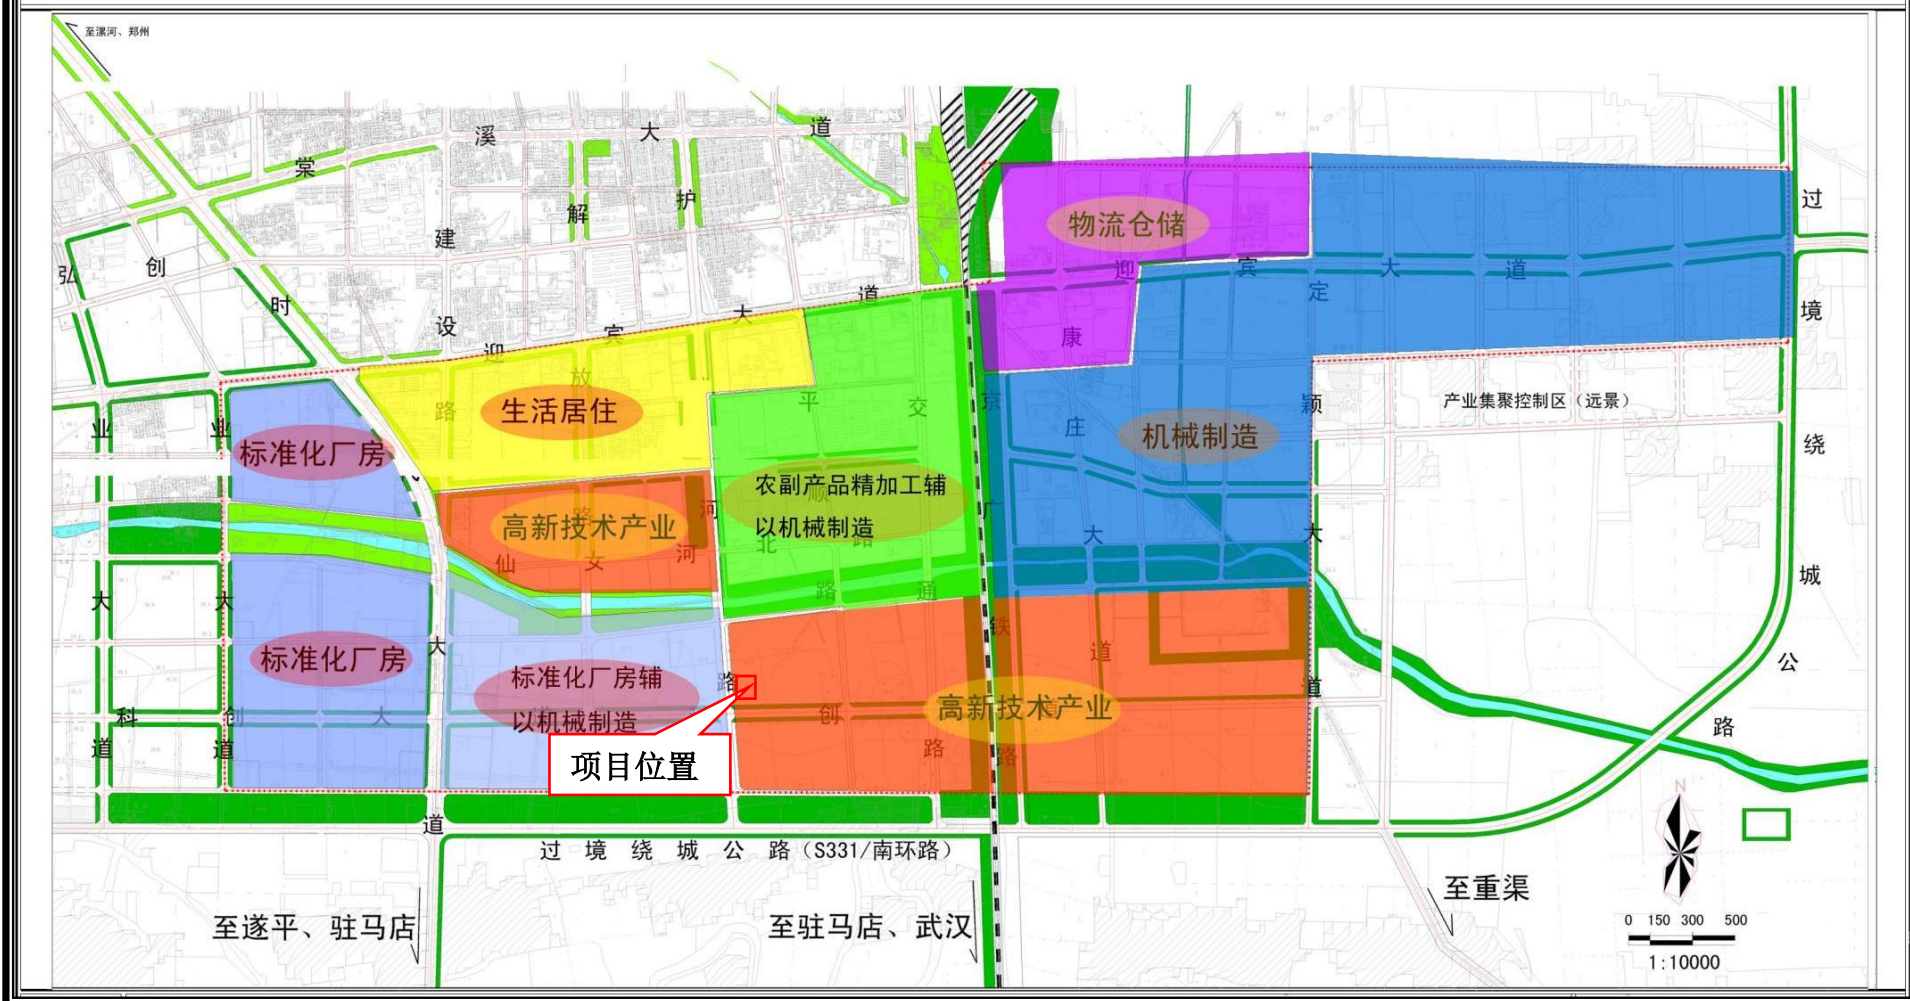 至漯河、郑州
棠
溪
大
道
解
护
建
弘
创
时
设
迎
宾
大
道
过
境
绕
城
公
路
物流仓储
迎
宾
大
道
定
康
放
路
生活居住
平
交
京
庄
颖
产业集聚控制区（远景）
业
业
标准化厂房
机械制造
农副产品精加工辅
以机械制造
顺
河
路
高新技术产业
北
路
广
大
大
仙
女
河
路
通
大
大
大
铁
道
标准化厂房
标准化厂房辅
以机械制造
路
高新技术产业
道
科
创
大
创
道
道
路
路
项目位置
道
过境绕城公路（S331/南环路）
至遂平、驻马店
至驻马店、武汉
至重渠
N
0 150 300 500
1:10000